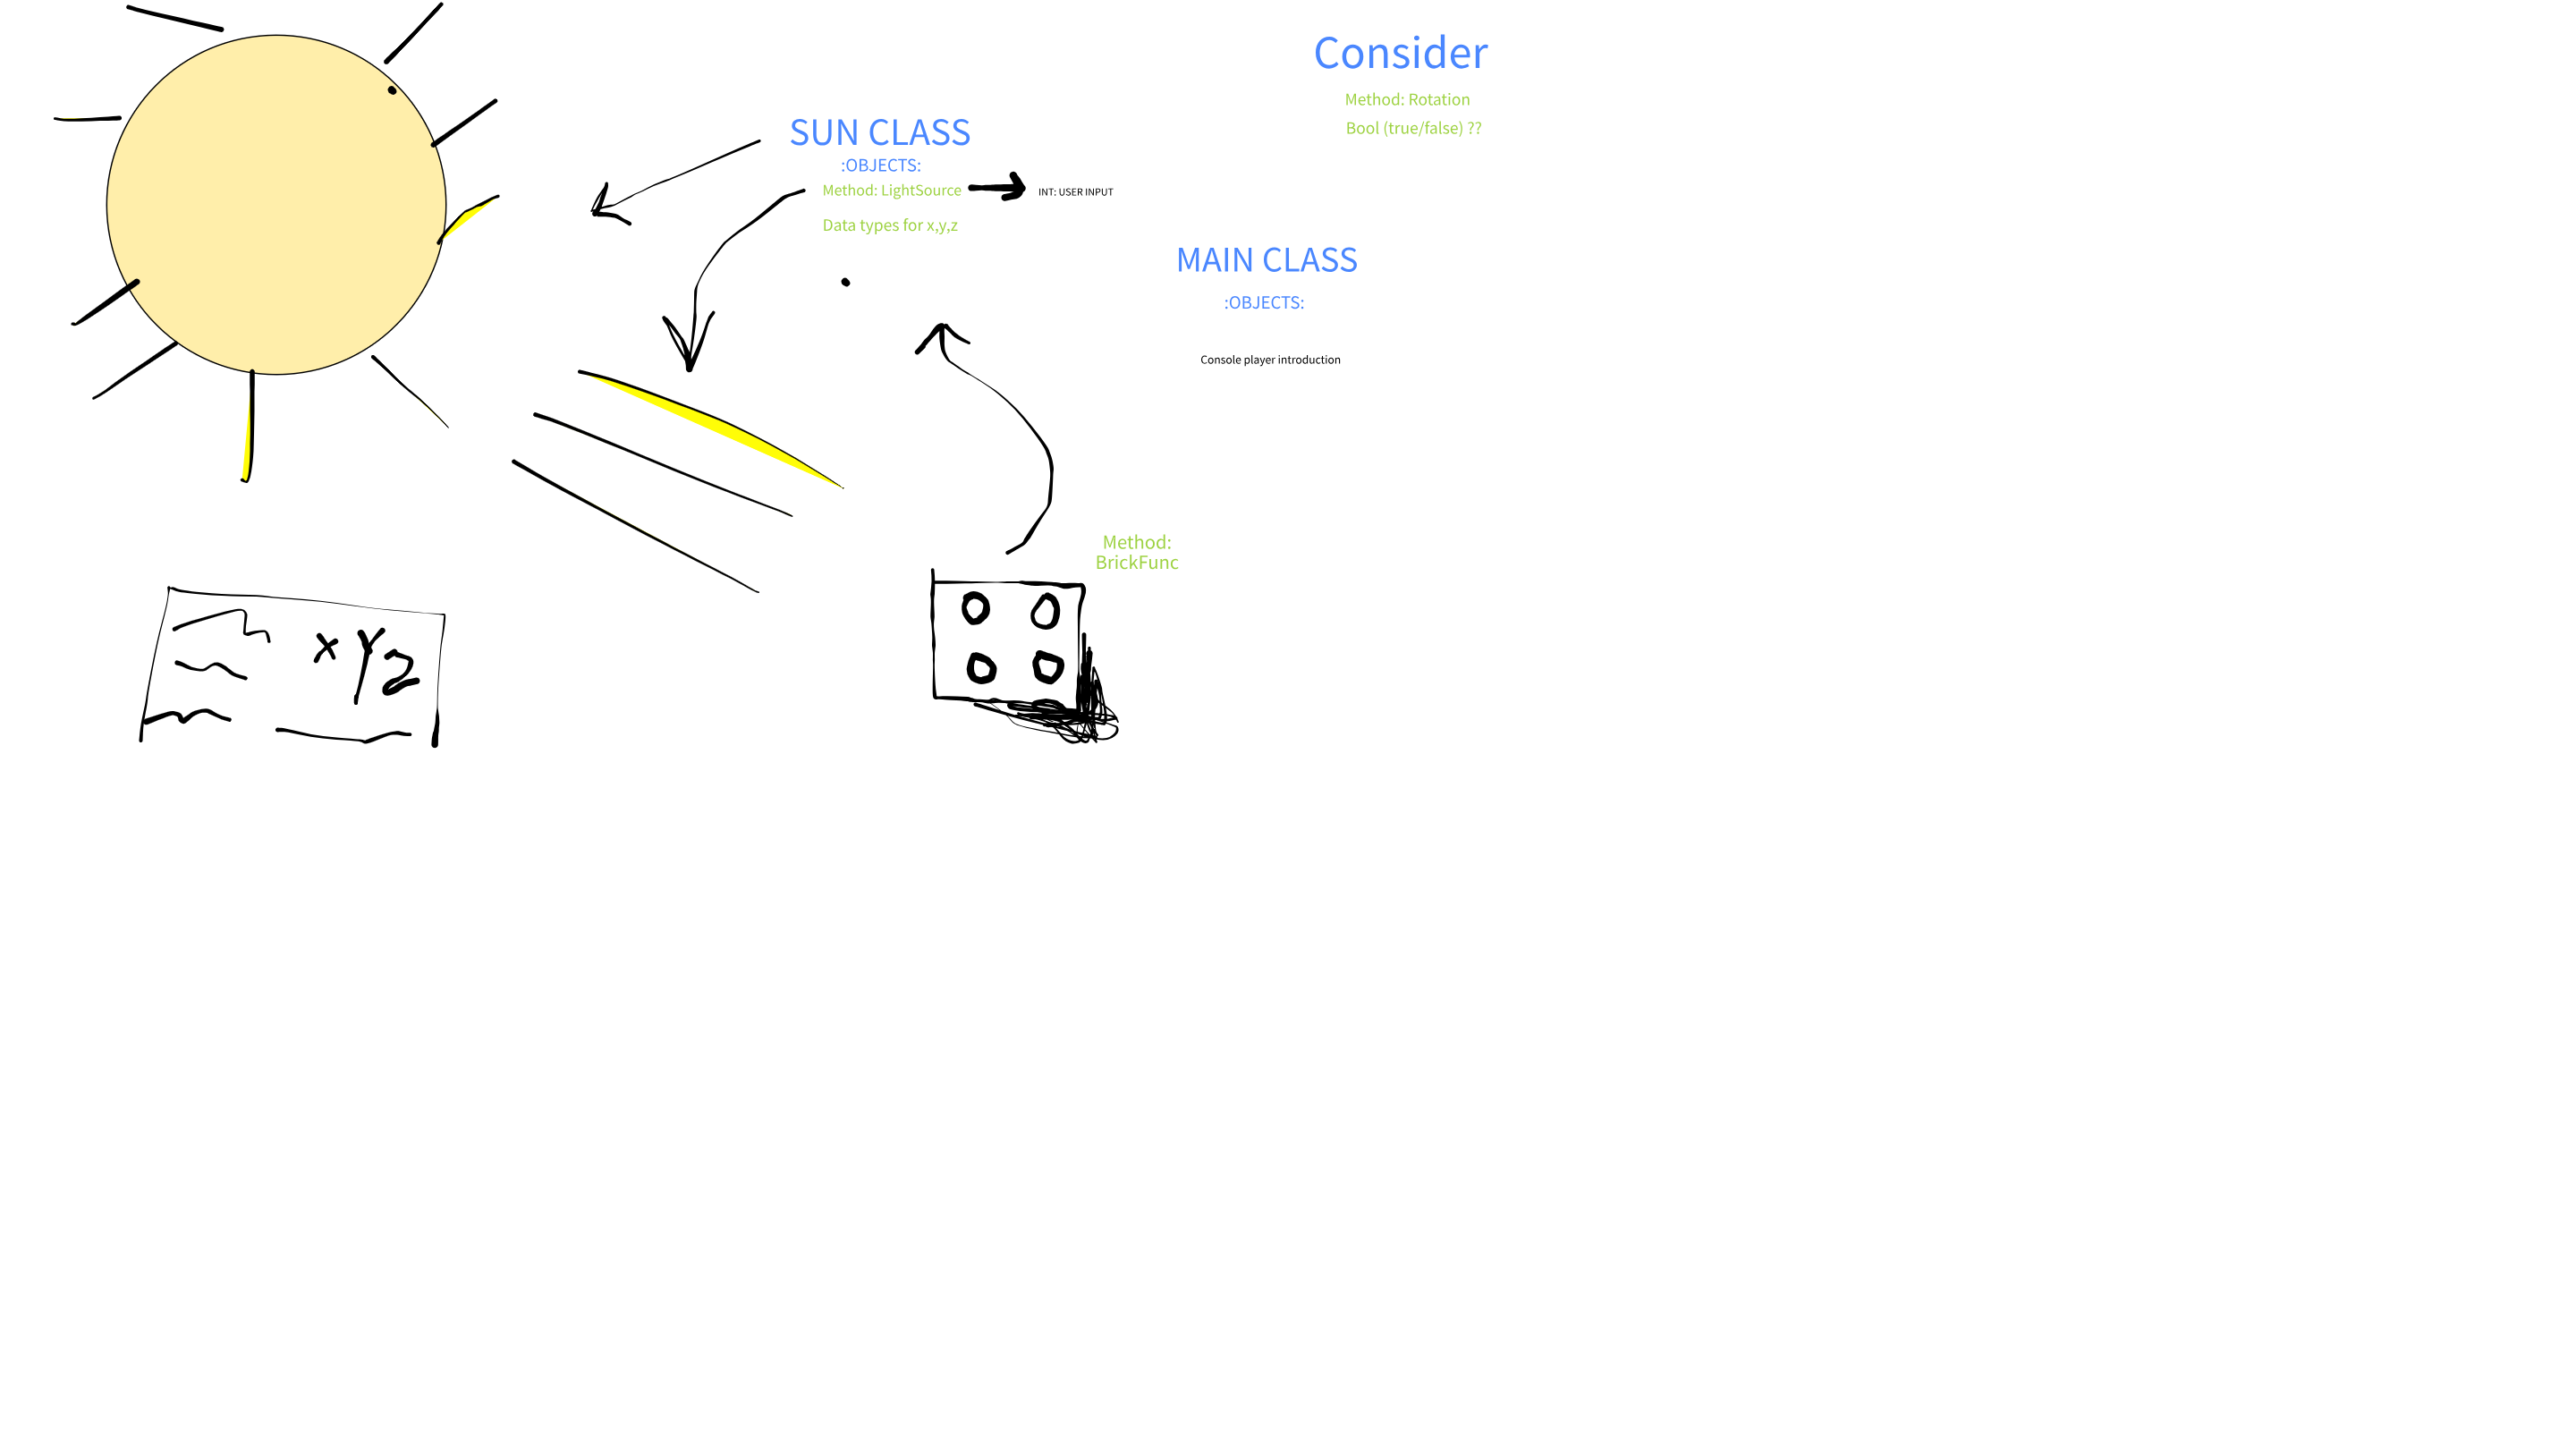 Consider
Method: Rotation
Bool (true/false) ??
SUN CLASS
:OBJECTS:
Method: LightSource
INT: USER INPUT
Data types for x,y,z
MAIN CLASS
:OBJECTS:
Console player introduction
Method:
BrickFunc
x Y z